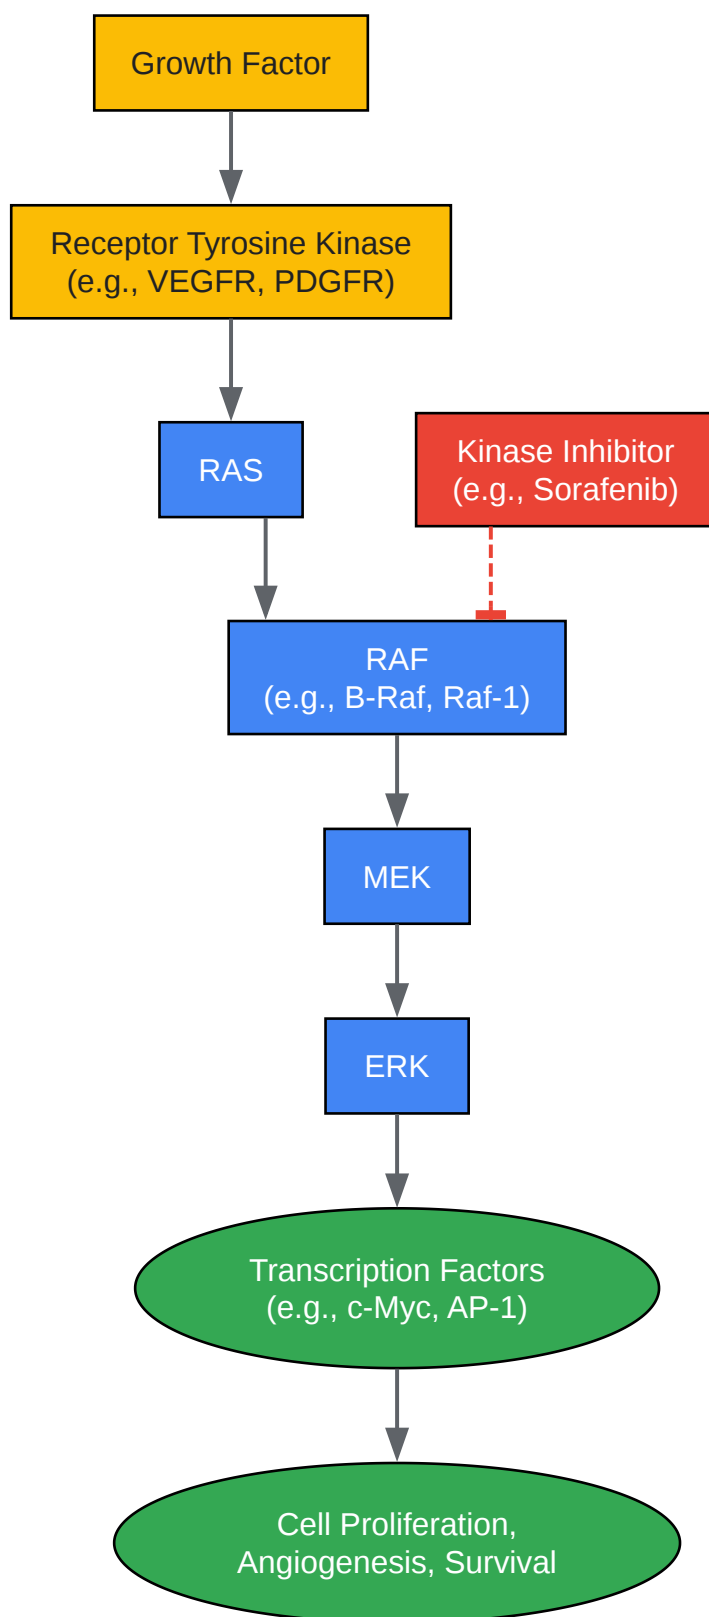 Growth Factor
Receptor Tyrosine Kinase
(e.g., VEGFR, PDGFR)
RAS
Kinase Inhibitor
(e.g., Sorafenib)
RAF
(e.g., B-Raf, Raf-1)
MEK
ERK
Transcription Factors
(e.g., c-Myc, AP-1)
Cell Proliferation,
Angiogenesis, Survival